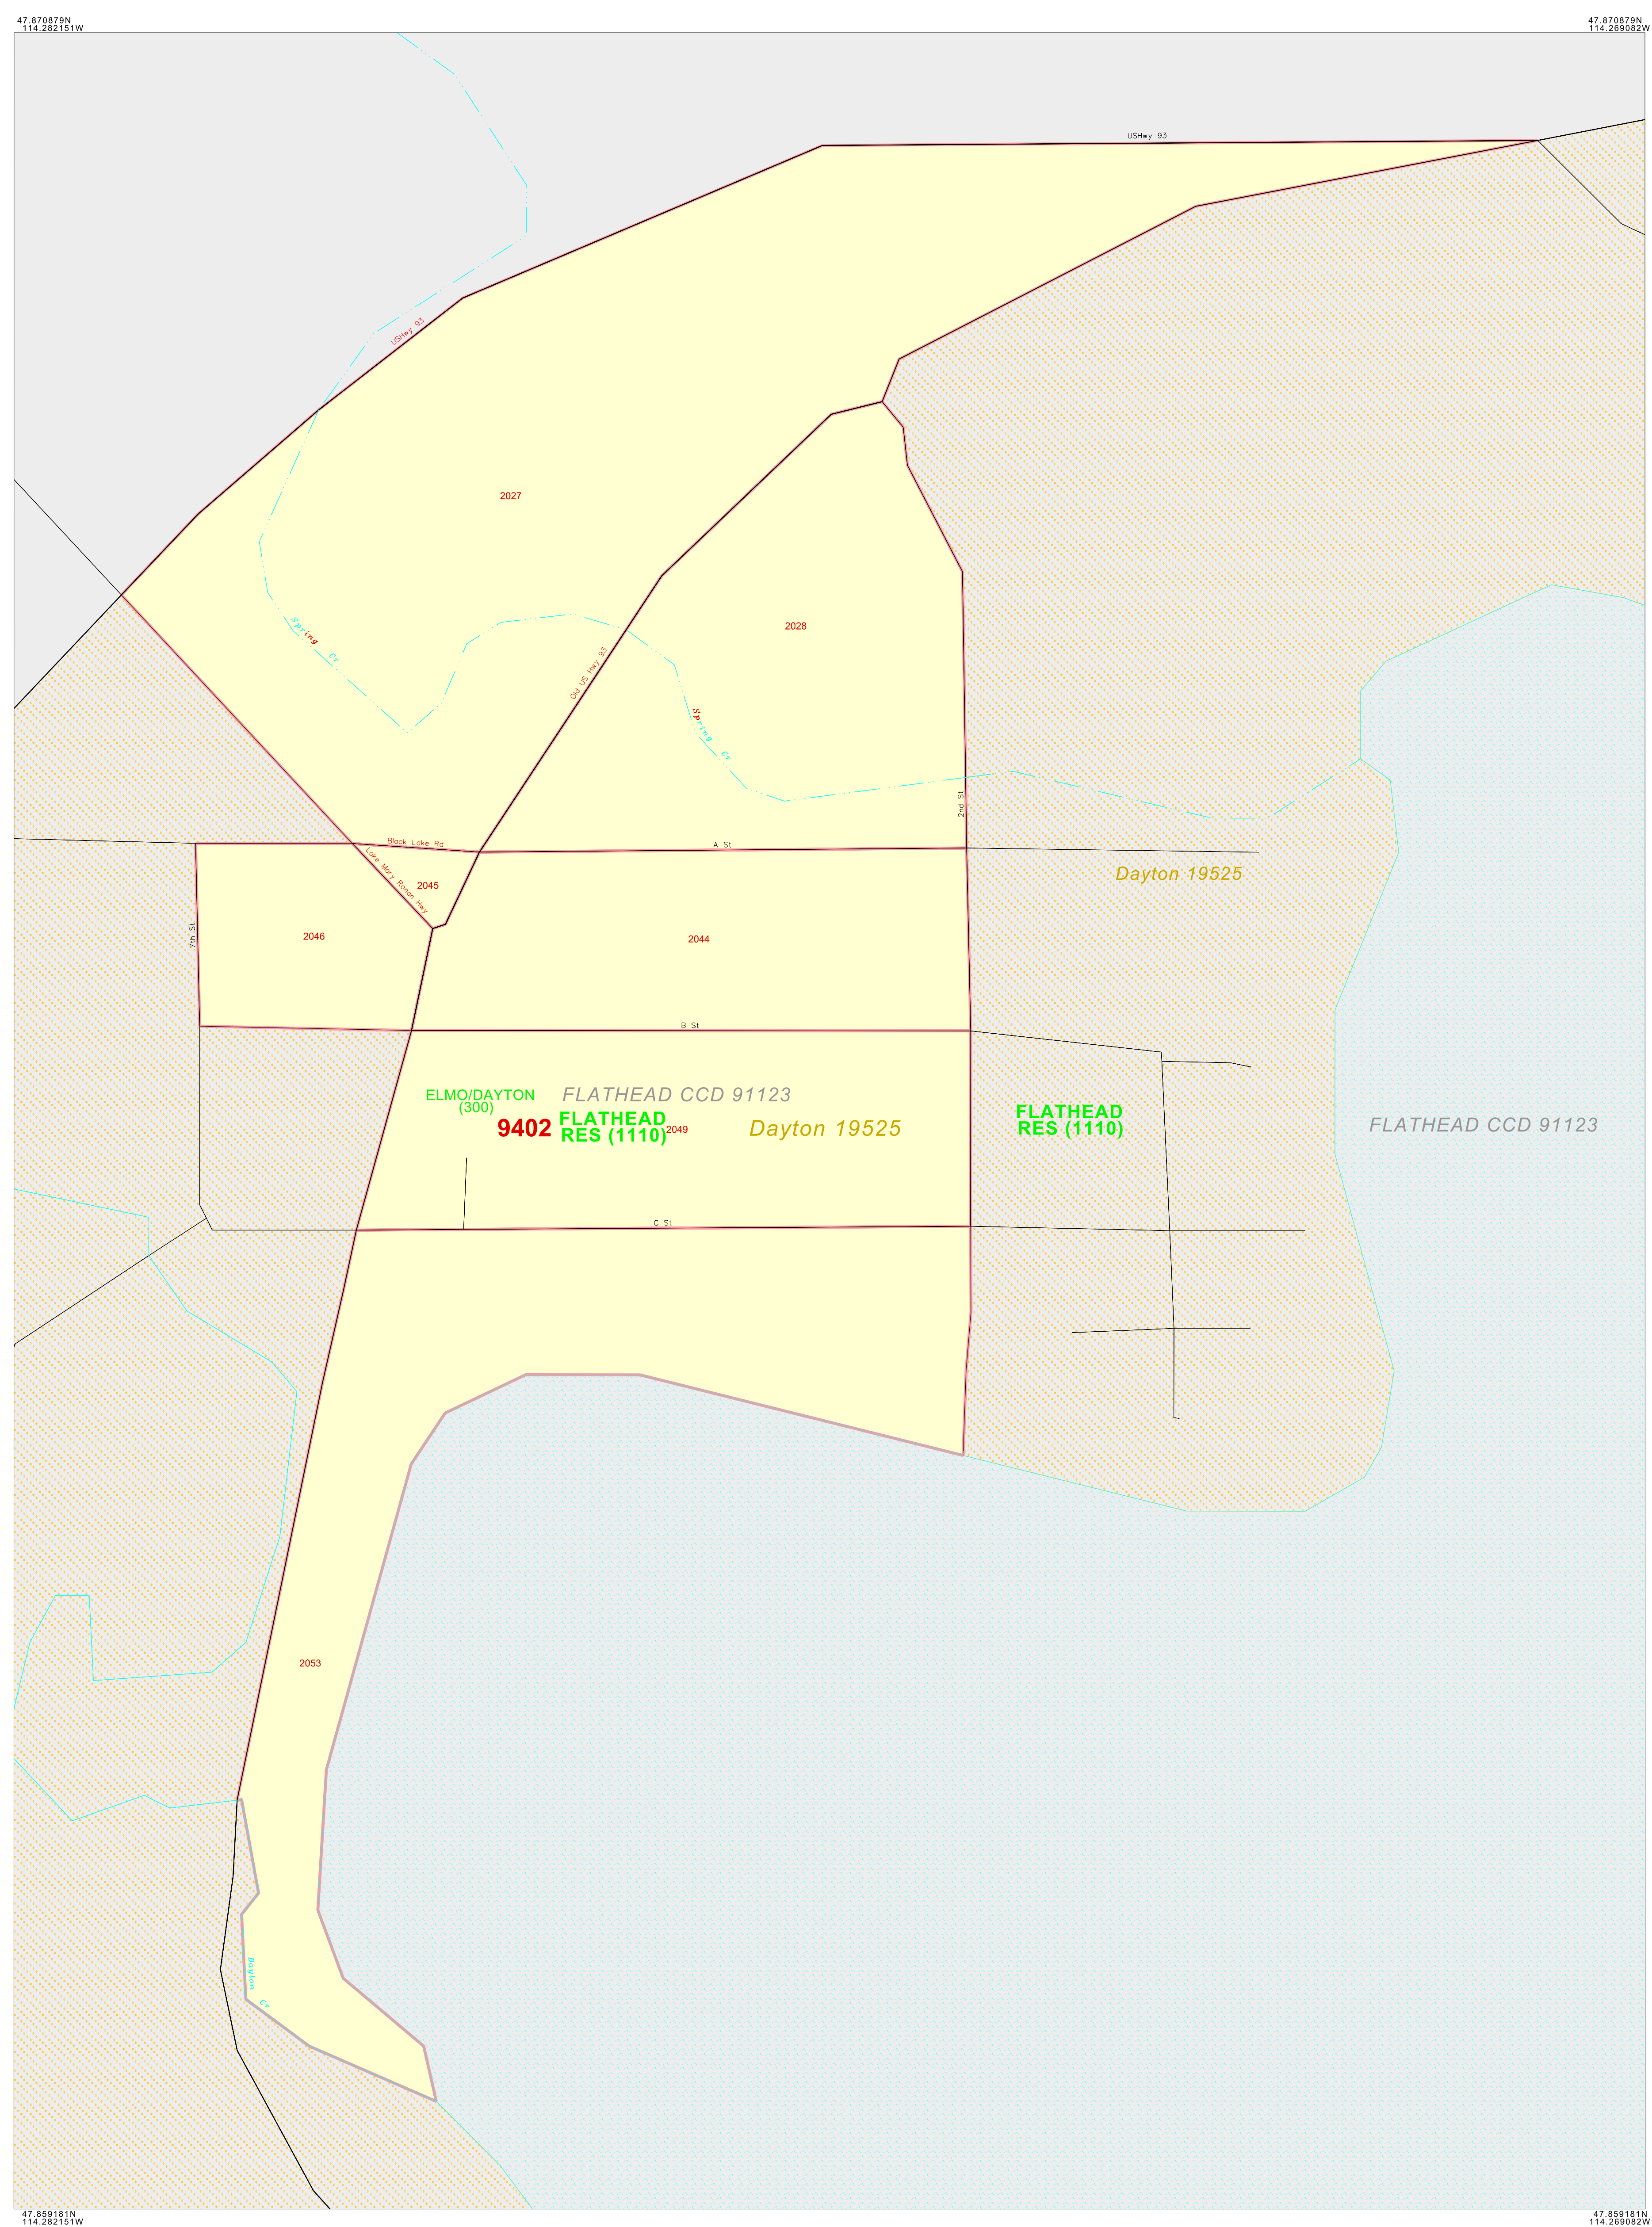 47.870879N
114.282151W
47.870879N
114.269082W
USHwy 93
USHwy 93
2027
Spring Cr
2028
Old US Hwy 93
Spring Cr
2nd St
Black Lake Rd
A St
Lake Mary Ronan Hwy
2045
Dayton 19525
7th St
2046
2044
B St
ELMO/DAYTON
(300)
FLATHEAD CCD 91123
9402
FLATHEAD
RES (1110)
2049
Dayton 19525
FLATHEAD
RES (1110)
FLATHEAD CCD 91123
C St
2053
Dayton Cr
47.859181N
114.282151W
47.859181N
114.269082W